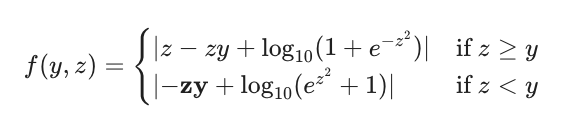 f(y, z) = { |z − zy + log₁₀(1 + e^{−z²})| if z ≥ y
|−zy + log₁₀(e^{z²} + 1)| if z < y